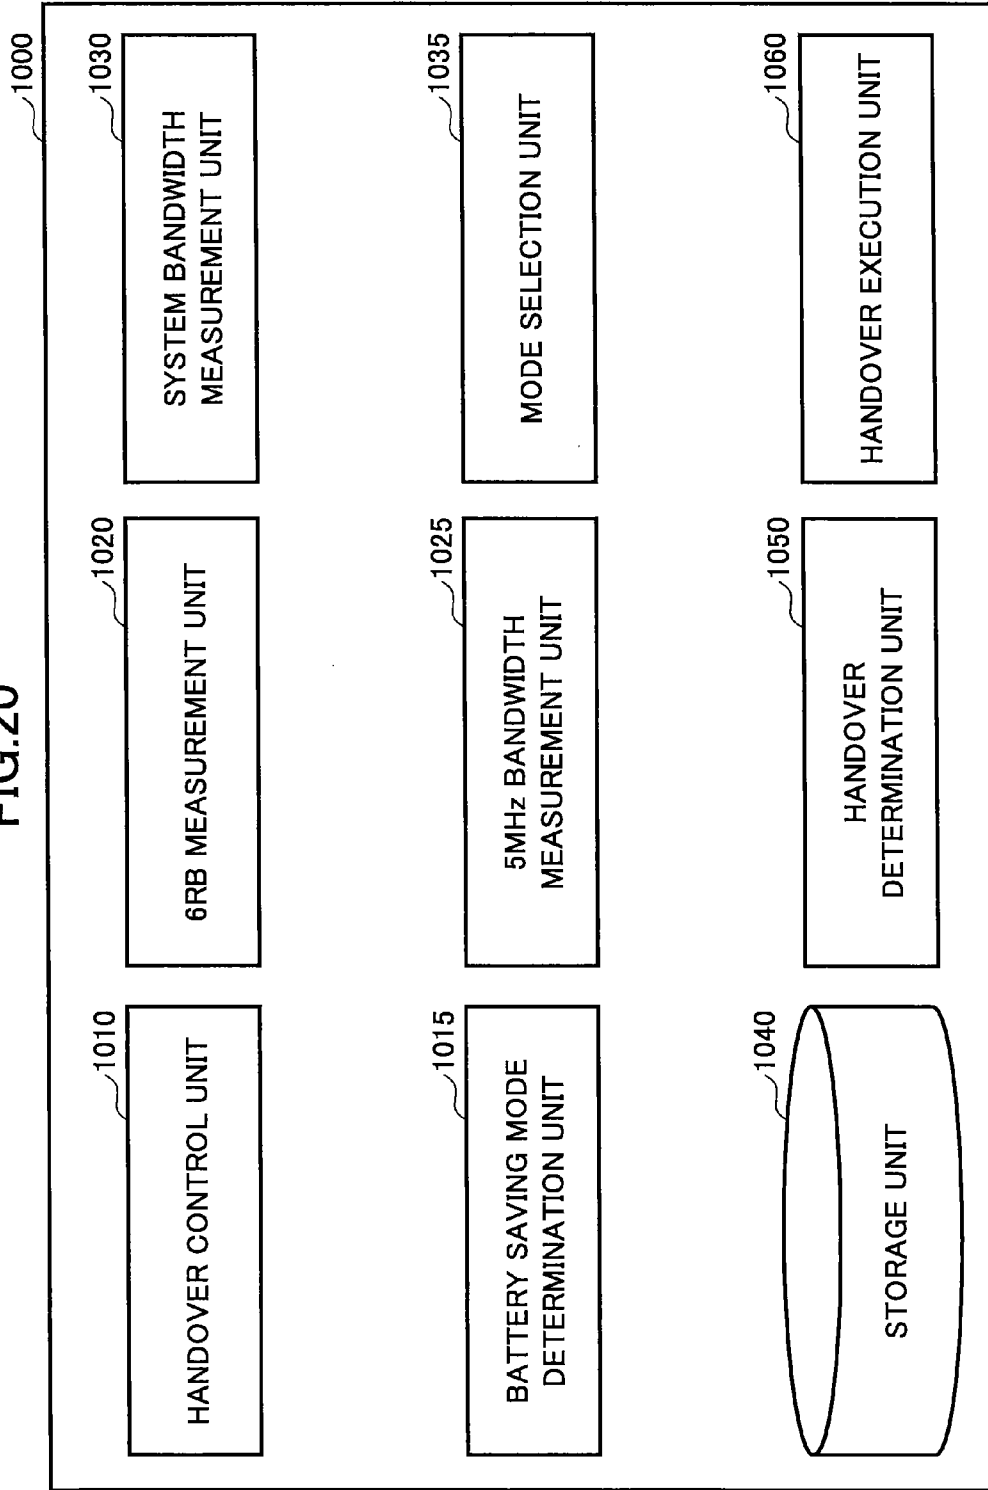 FIG.20
1000
1010
HANDOVER CONTROL UNIT
1020
6RB MEASUREMENT UNIT
1030
SYSTEM BANDWIDTH
MEASUREMENT UNIT
1015
BATTERY SAVING MODE
DETERMINATION UNIT
1025
5MHz BANDWIDTH
MEASUREMENT UNIT
1035
MODE SELECTION UNIT
1040
STORAGE UNIT
1050
HANDOVER
DETERMINATION UNIT
1060
HANDOVER EXECUTION UNIT